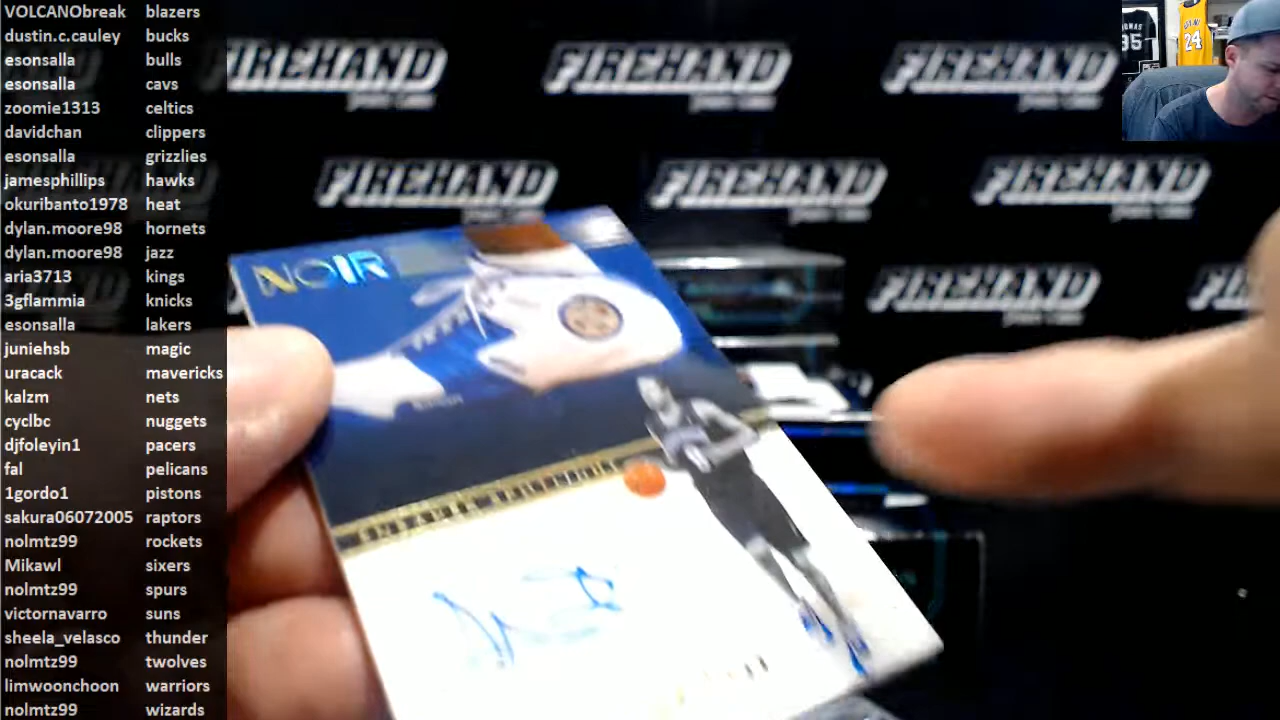 VOLCANObreak blazers
dustin.c.cauley bucks
esonsalla bulls
esonsalla cavs
zoomie1313 celtics
davidchan clippers
esonsalla grizzlies
jamesphillips hawks
okuribanto1978 heat
dylan.moore98 hornets
dylan.moore98 jazz
aria3713 kings
3gflammia knicks
esonsalla lakers
juniehsb magic
uracack mavericks
kalzm nets
cyclbc nuggets
djfoleyin1 pacers
fal pelicans
1gordo1 pistons
sakura06072005 raptors
nolmtz99 rockets
Mikawl sixers
nolmtz99 spurs
victornavarro suns
sheela_velasco thunder
nolmtz99 twolves
limwoonchoon warriors
nolmtz99 wizards
FIREHAND FIREHAND FIREHAND
FIREHAND FIREHAND FIREHAND
FIREHAND
NOIR
24